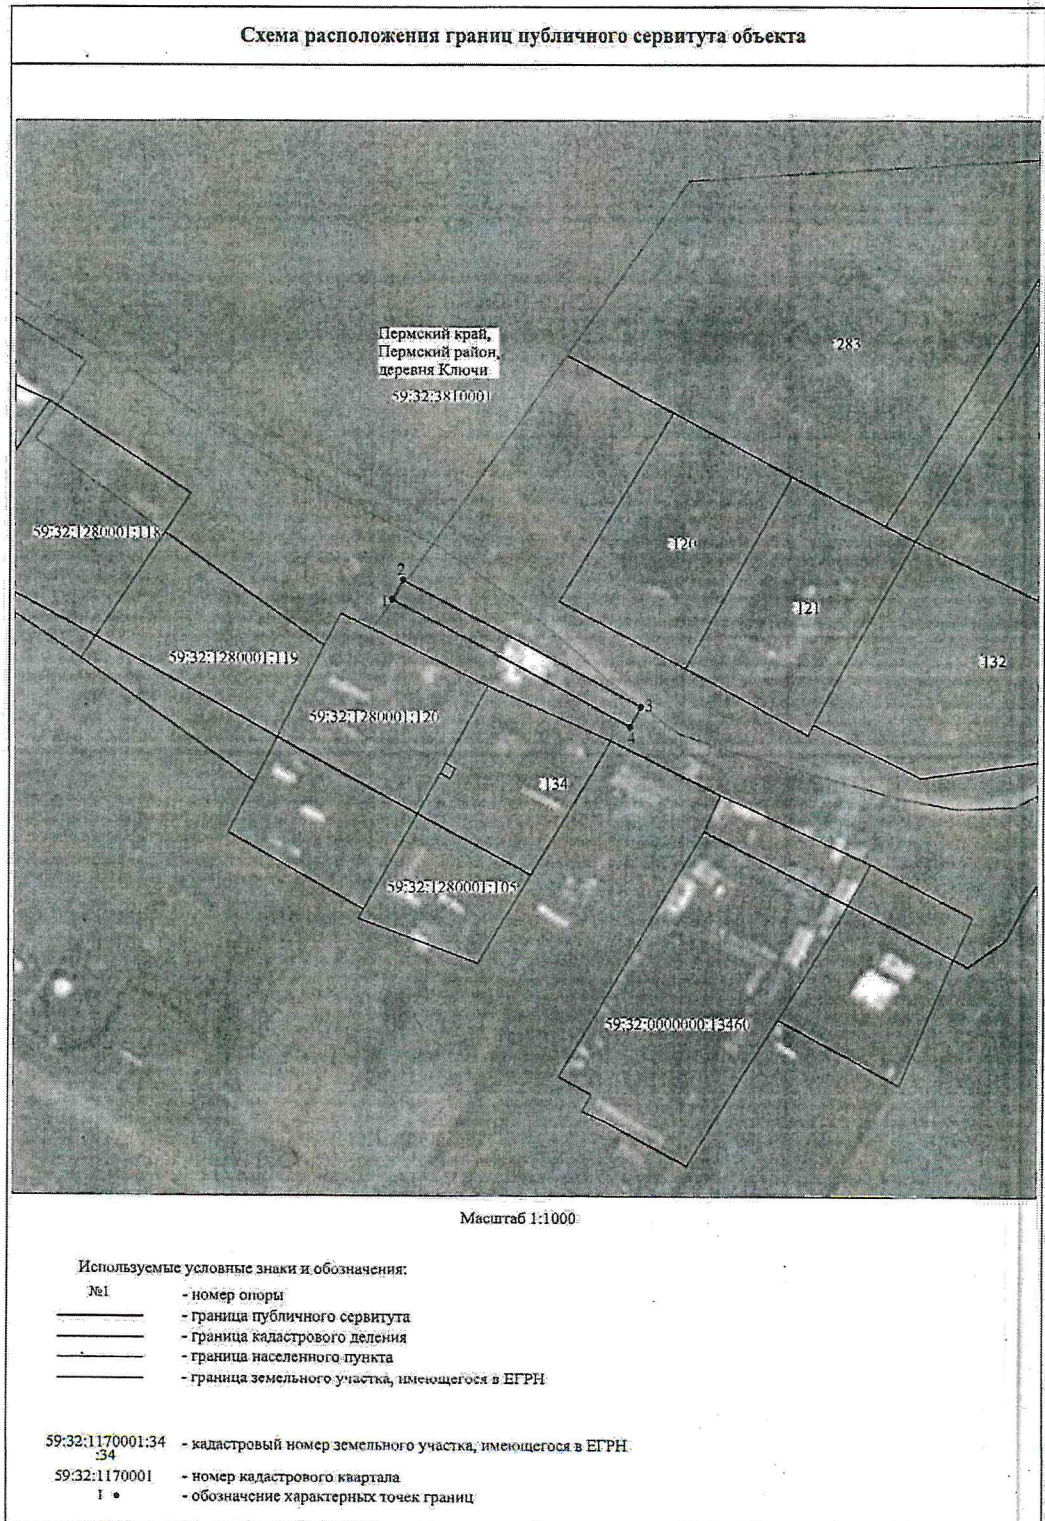 Схема расположения границ публичного сервитута объекта
Пермский край,
Пермский район,
деревня Ключи
59:32:3810001
:283
59:32:1280001:118
:120
2
1
:121
59:32:1280001:119
:132
3
59:32:1280001:120
4
:134
59:32:1280001:105
59:32:0000000:13460
Масштаб 1:1000
Используемые условные знаки и обозначения:
№1 - номер опоры
- граница публичного сервитута
- граница кадастрового деления
- граница населенного пункта
- граница земельного участка, имеющегося в ЕГРН
59:32:1170001:34 - кадастровый номер земельного участка, имеющегося в ЕГРН
:34
59:32:1170001 - номер кадастрового квартала
1 • - обозначение характерных точек границ